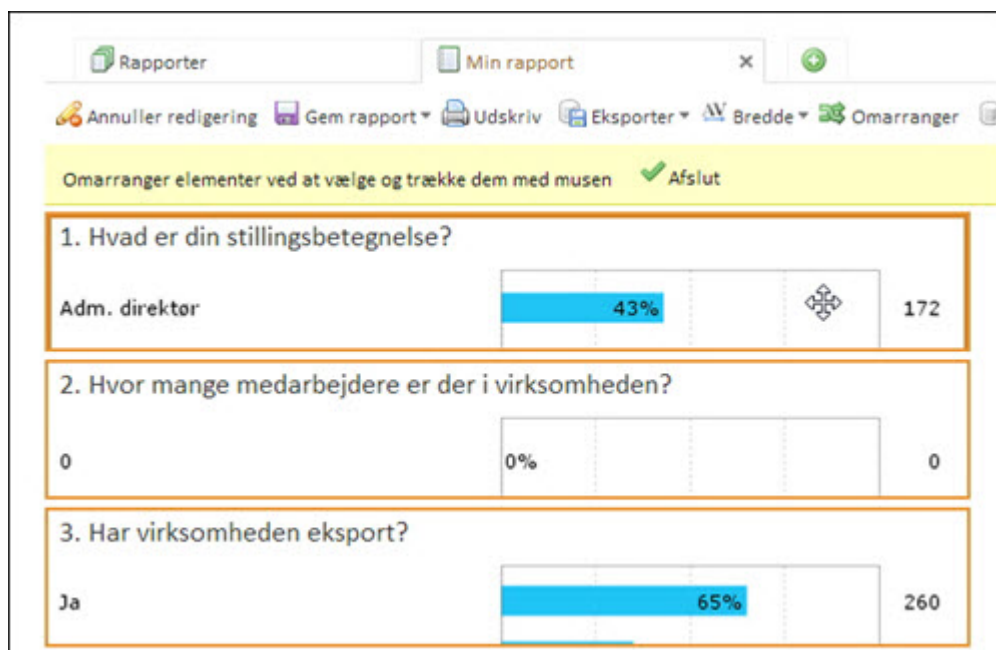 Rapporter Min rapport
Annuller redigering Gem rapport Udskriv Eksporter Bredde Omarranger
Omarranger elementer ved at vælge og trække dem med musen Afslut
1. Hvad er din stillingsbetegnelse?
Adm. direktør 43% 172
2. Hvor mange medarbejdere er der i virksomheden?
0 0% 0
3. Har virksomheden eksport?
Ja 65% 260